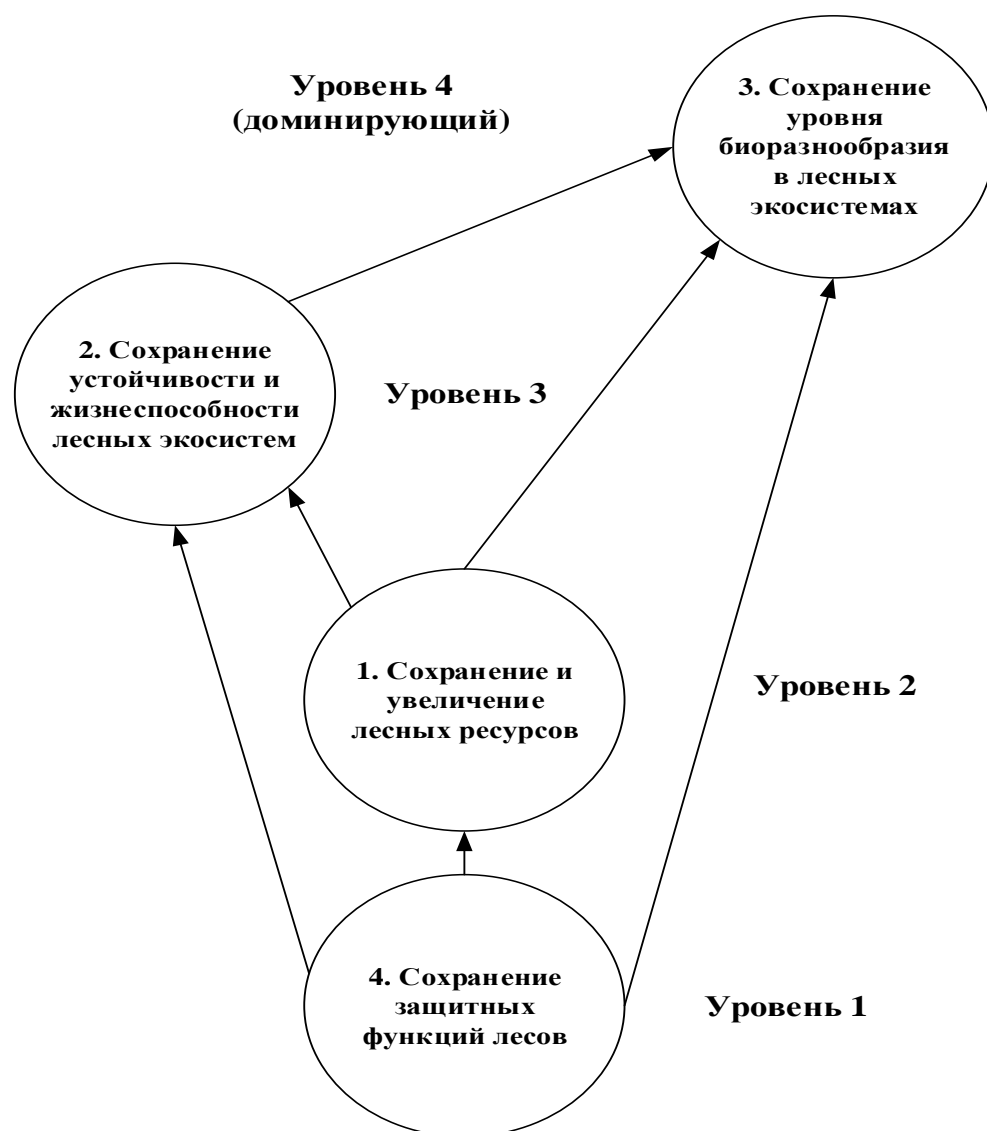 Уровень 4
(доминирующий)
3. Сохранение
уровня
биоразнообразия
в лесных
экосистемах
2. Сохранение
устойчивости и
жизнеспособности
лесных экосистем
Уровень 3
1. Сохранение и
увеличение
лесных ресурсов
Уровень 2
4. Сохранение
защитных
функций лесов
Уровень 1